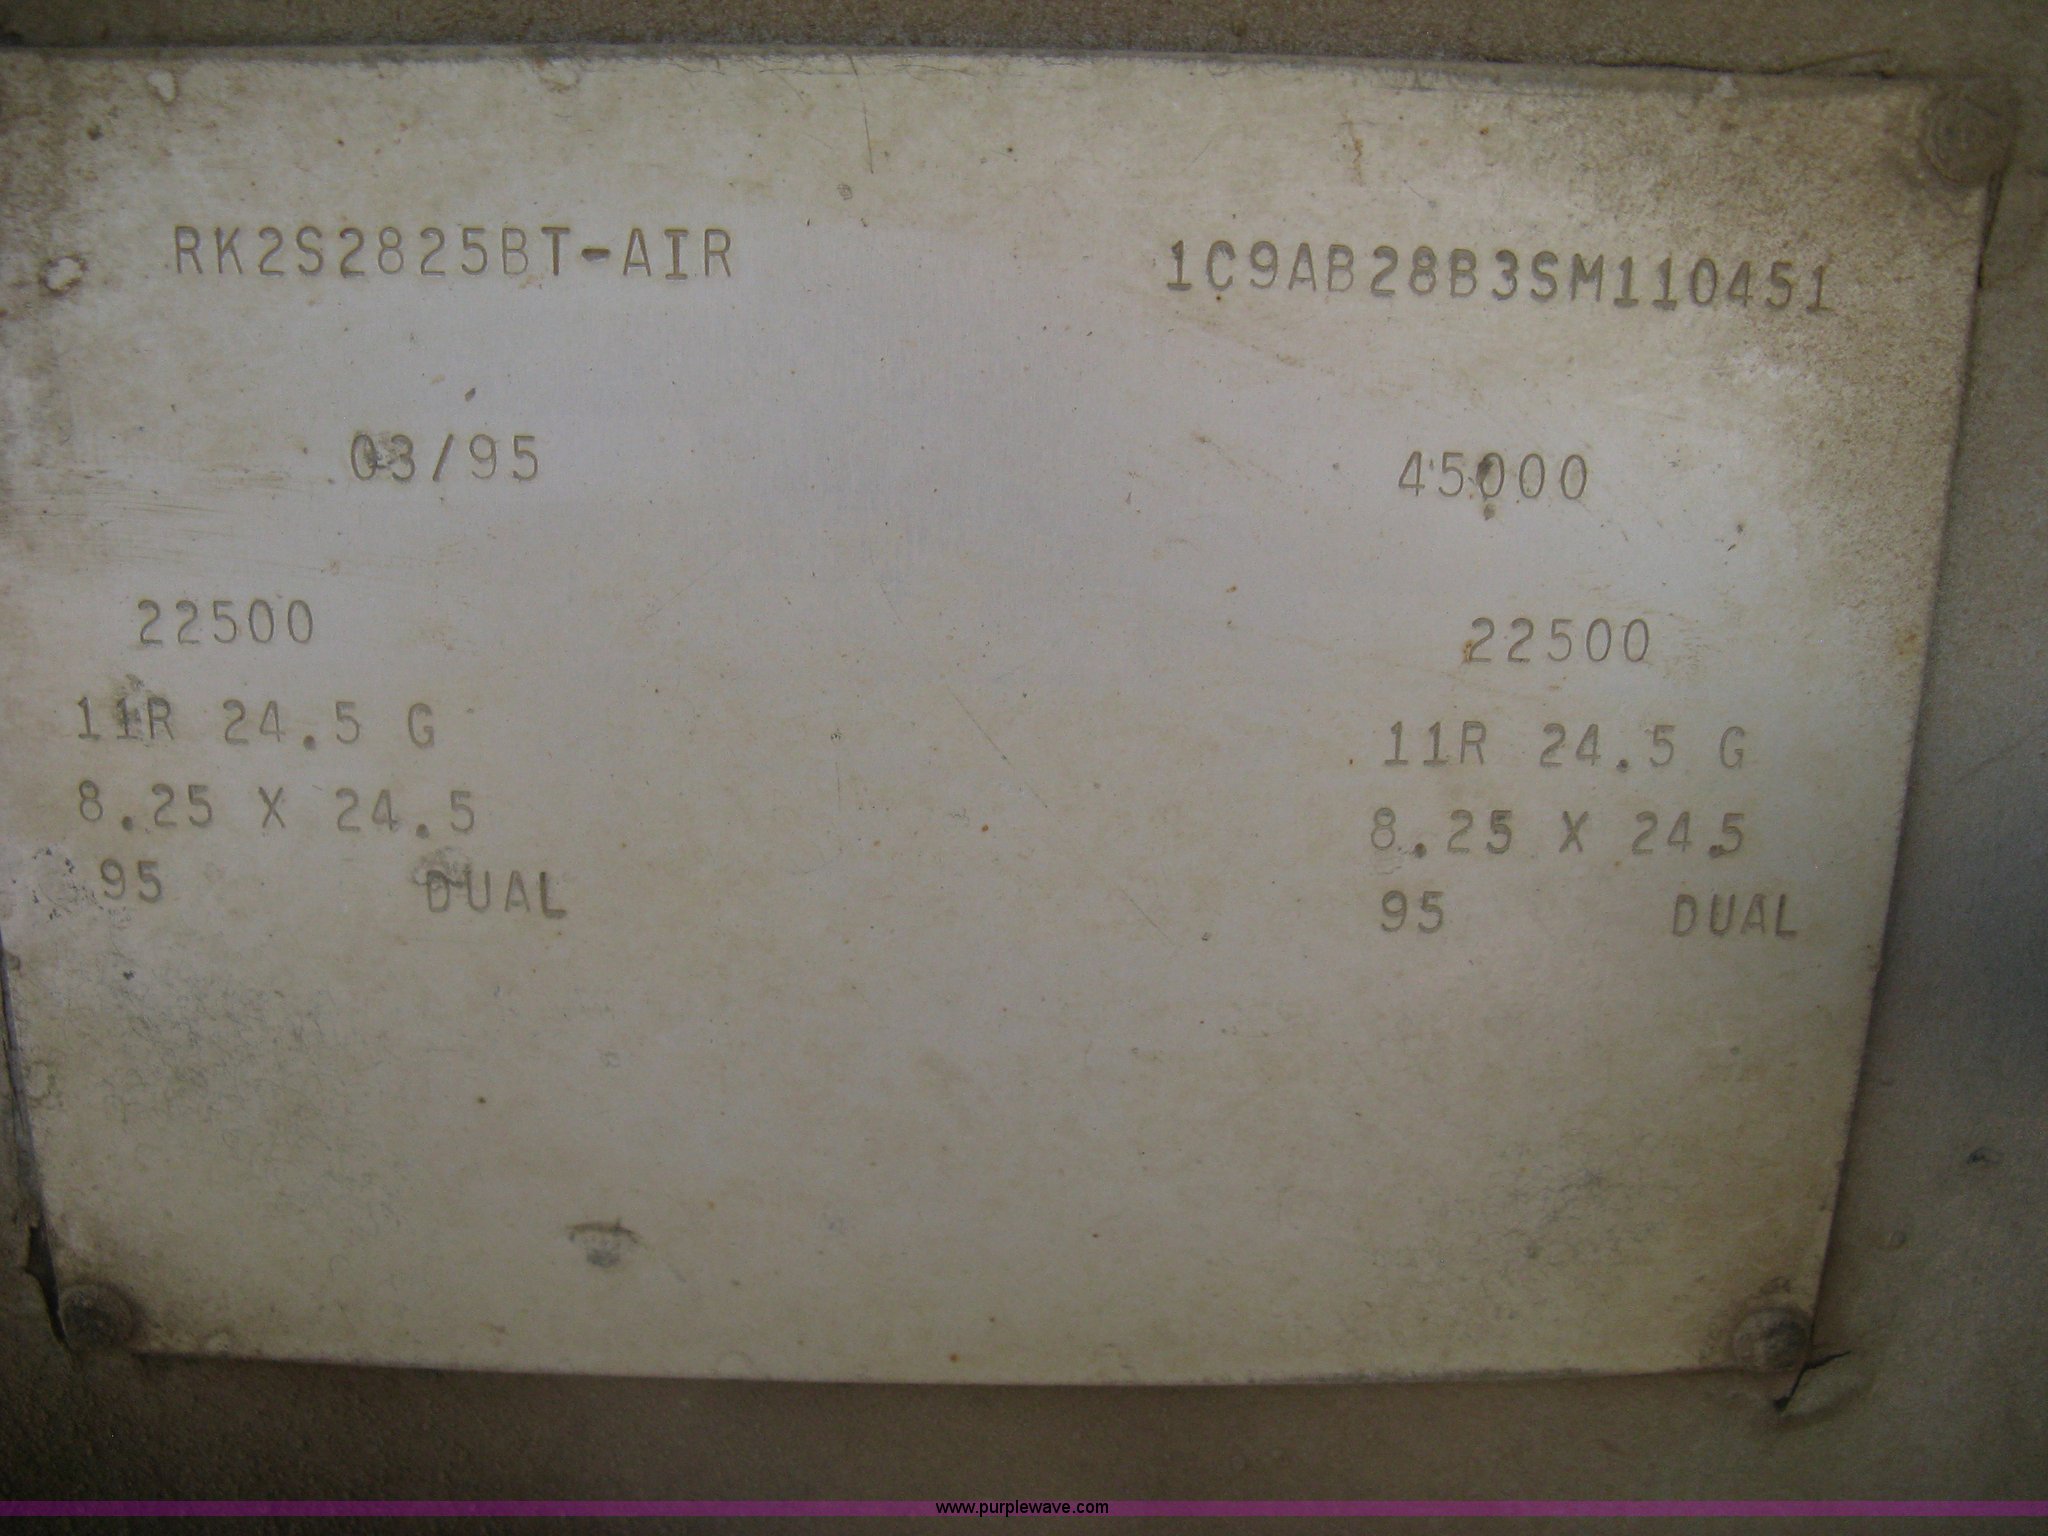 RK2S2825BT-AIR 1C9AB28B3SM110451
03/95 45000
22500 22500
11R 24.5 G 11R 24.5 G
8.25 X 24.5 8.25 X 24.5
95 DUAL 95 DUAL
www.purplewave.com